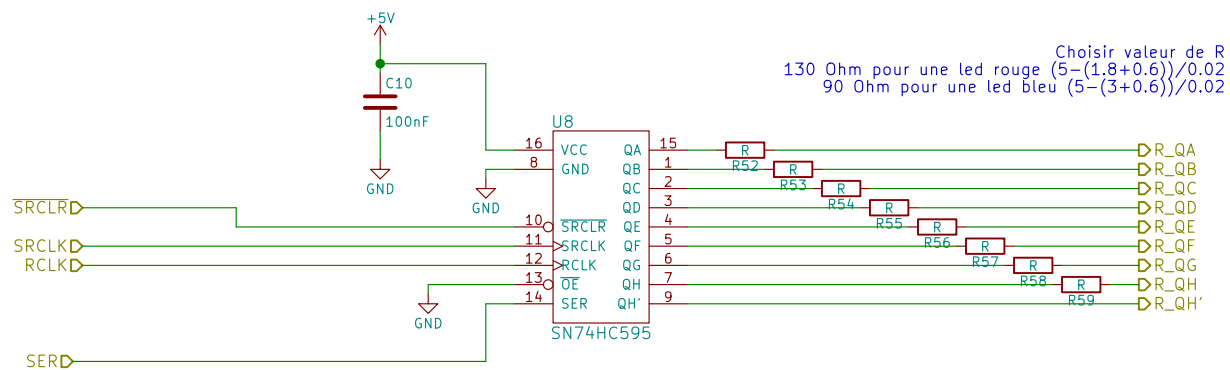 +5V
Choisir valeur de R
130 Ohm pour une led rouge (5-(1.8+0.6))/0.02
90 Ohm pour une led bleu (5-(3+0.6))/0.02
C10
100nF
GND
U8
16 VCC QA 15 R R52 R_QA
8 GND QB 1 R R53 R_QB
GND
QC 2 R R54 R_QC
SRCLR QD 3 R R55 R_QD
10 SRCLR QE 4 R R56 R_QE
SRCLK 11 SRCLK QF 5 R R57 R_QF
RCLK 12 RCLK QG 6 R R58 R_QG
13 OE QH 7 R R59 R_QH
14 SER QH' 9 R_QH'
GND
SN74HC595
SER